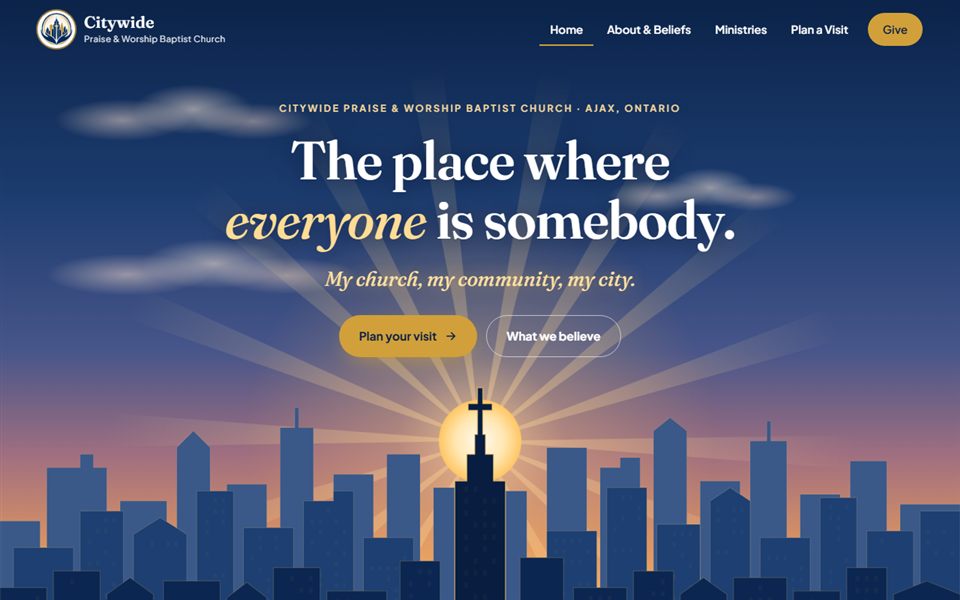 Citywide
Praise & Worship Baptist Church
Home
About & Beliefs
Ministries
Plan a Visit
Give
CITYWIDE PRAISE & WORSHIP BAPTIST CHURCH · AJAX, ONTARIO
The place where
everyone is somebody.
My church, my community, my city.
Plan your visit →
What we believe